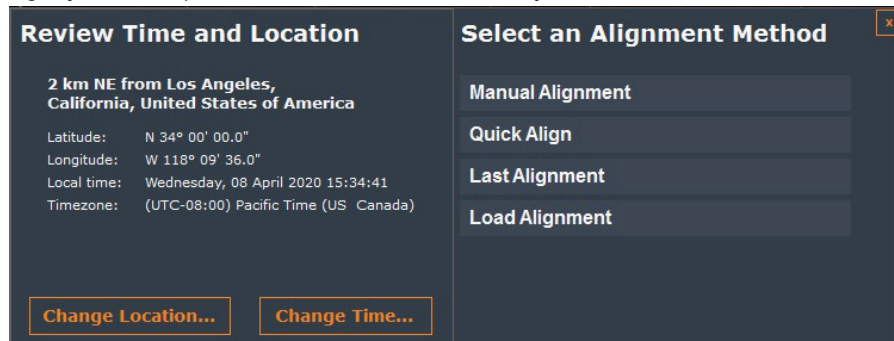 Review Time and Location
2 km NE from Los Angeles,
California, United States of America
Latitude: N 34° 00' 00.0"
Longitude: W 118° 09' 36.0"
Local time: Wednesday, 08 April 2020 15:34:41
Timezone: (UTC-08:00) Pacific Time (US Canada)
Change Location...
Change Time...
Select an Alignment Method
x
Manual Alignment
Quick Align
Last Alignment
Load Alignment